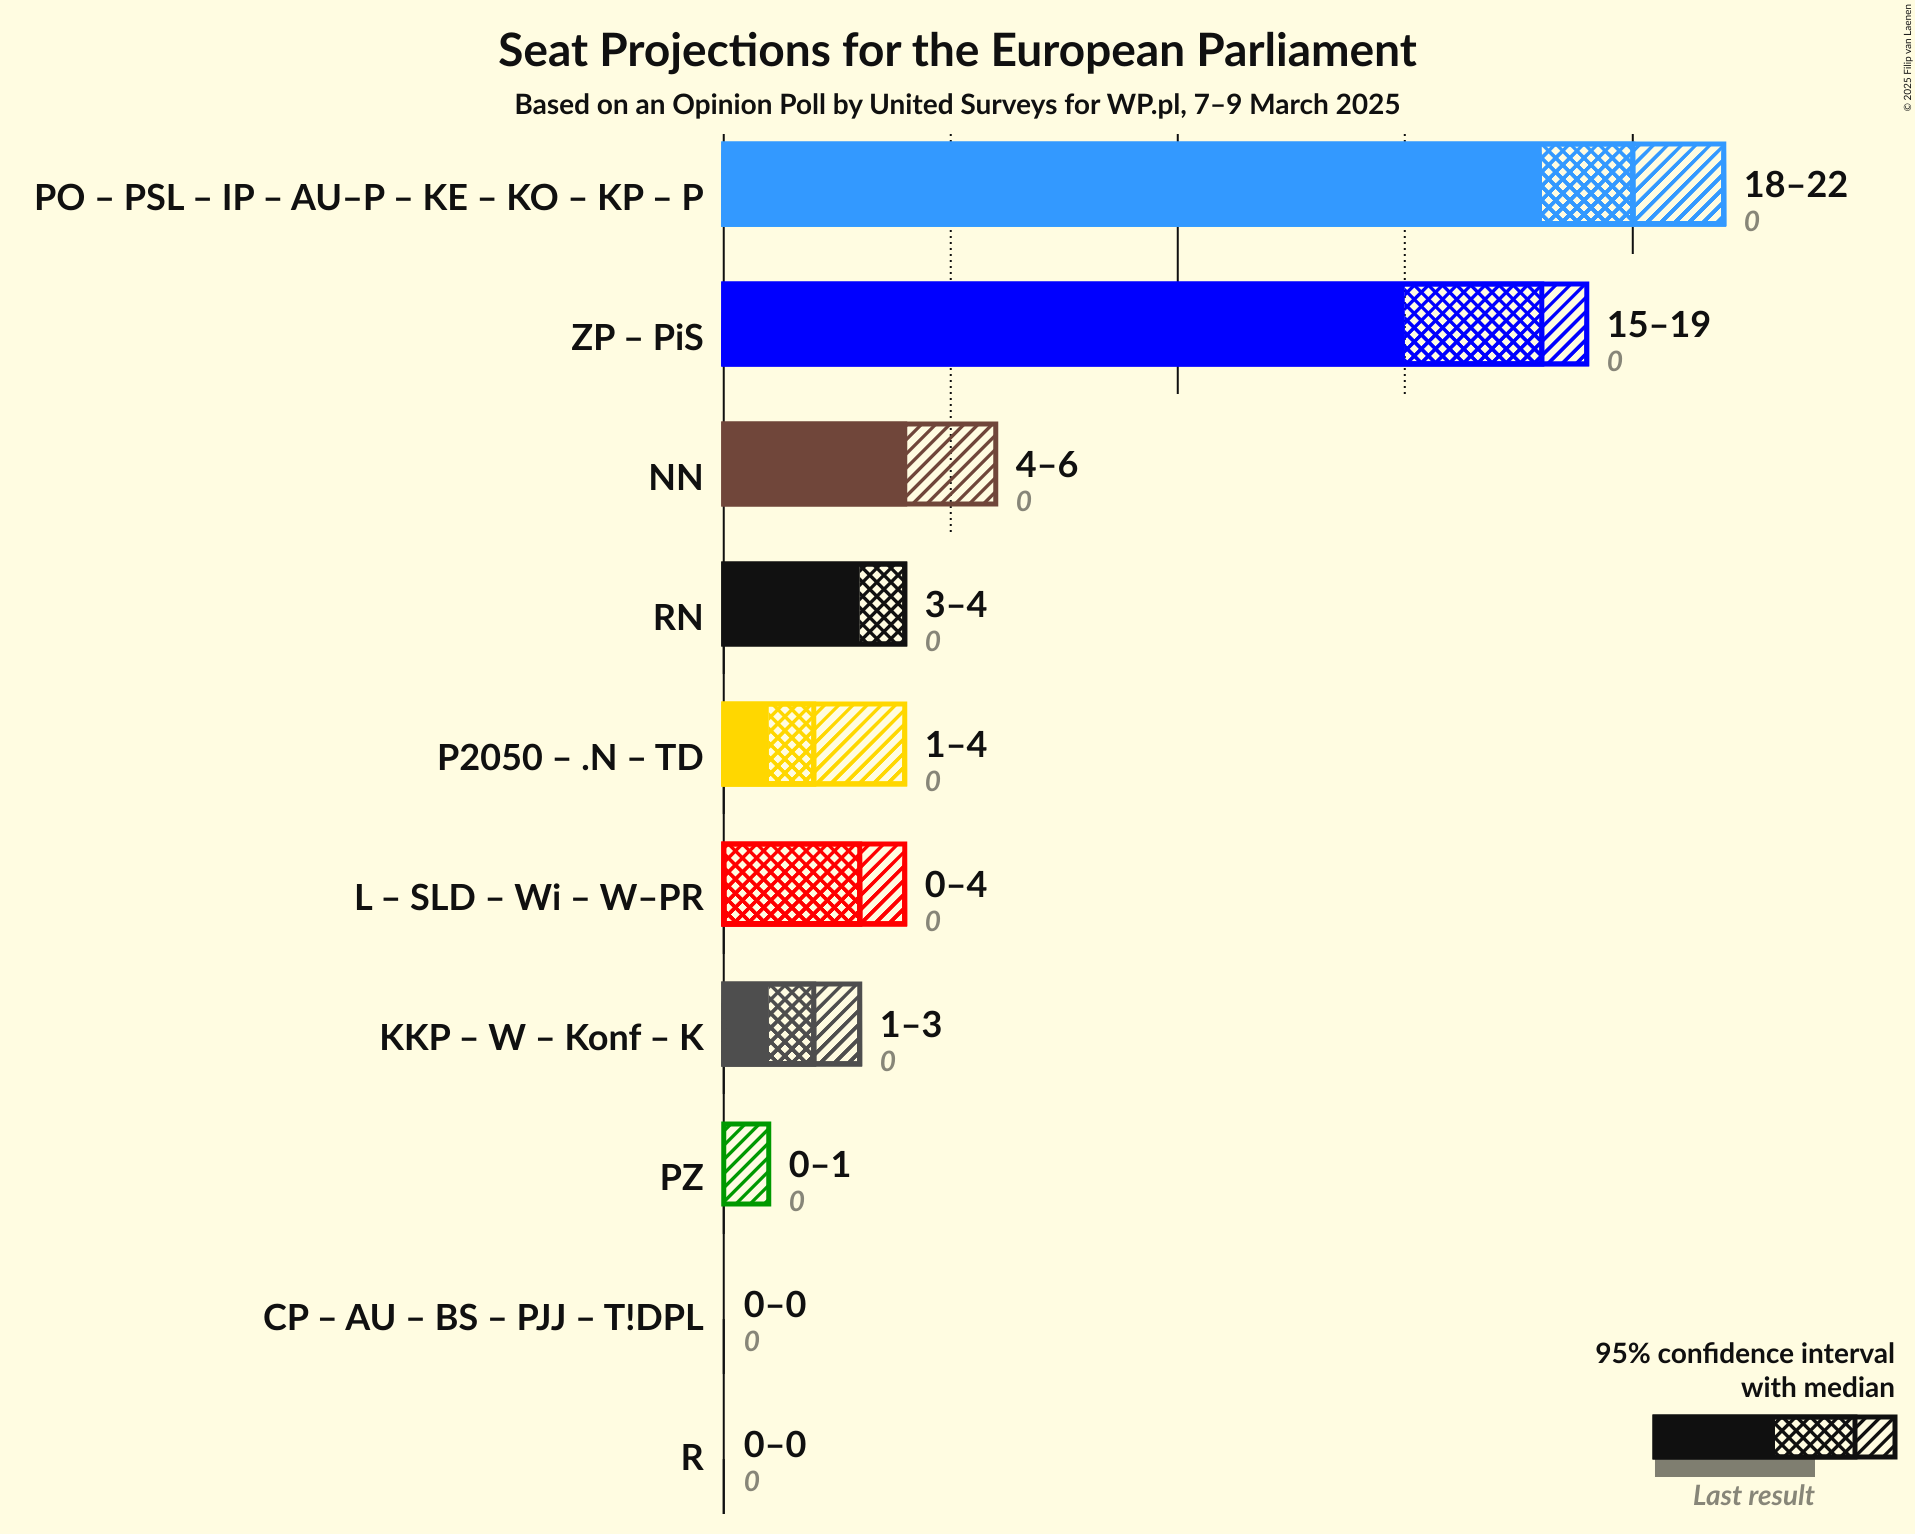 Seat Projections for the European Parliament
Based on an Opinion Poll by United Surveys for WP.pl, 7–9 March 2025
© 2025 Filip van Laenen
PO – PSL – IP – AU–P – KE – KO – KP – P
18–22
0
ZP – PiS
15–19
0
NN
4–6
0
RN
3–4
0
P2050 – .N – TD
1–4
0
L – SLD – Wi – W–PR
0–4
0
KKP – W – Konf – K
1–3
0
PZ
0–1
0
CP – AU – BS – PJJ – T!DPL
0–0
0
R
0–0
0
95% confidence interval
with median
Last result